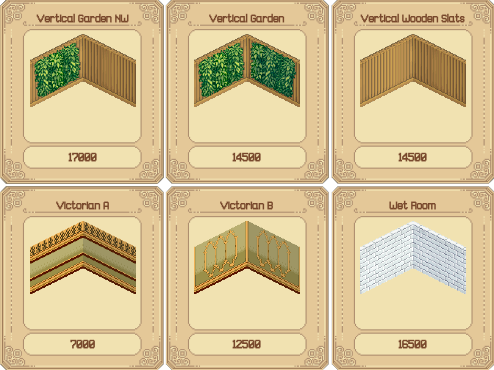 Vertical Garden NW
Vertical Garden
Vertical Wooden Slats
17000
14500
14500
Victorian A
Victorian B
Wet Room
7000
12500
16500